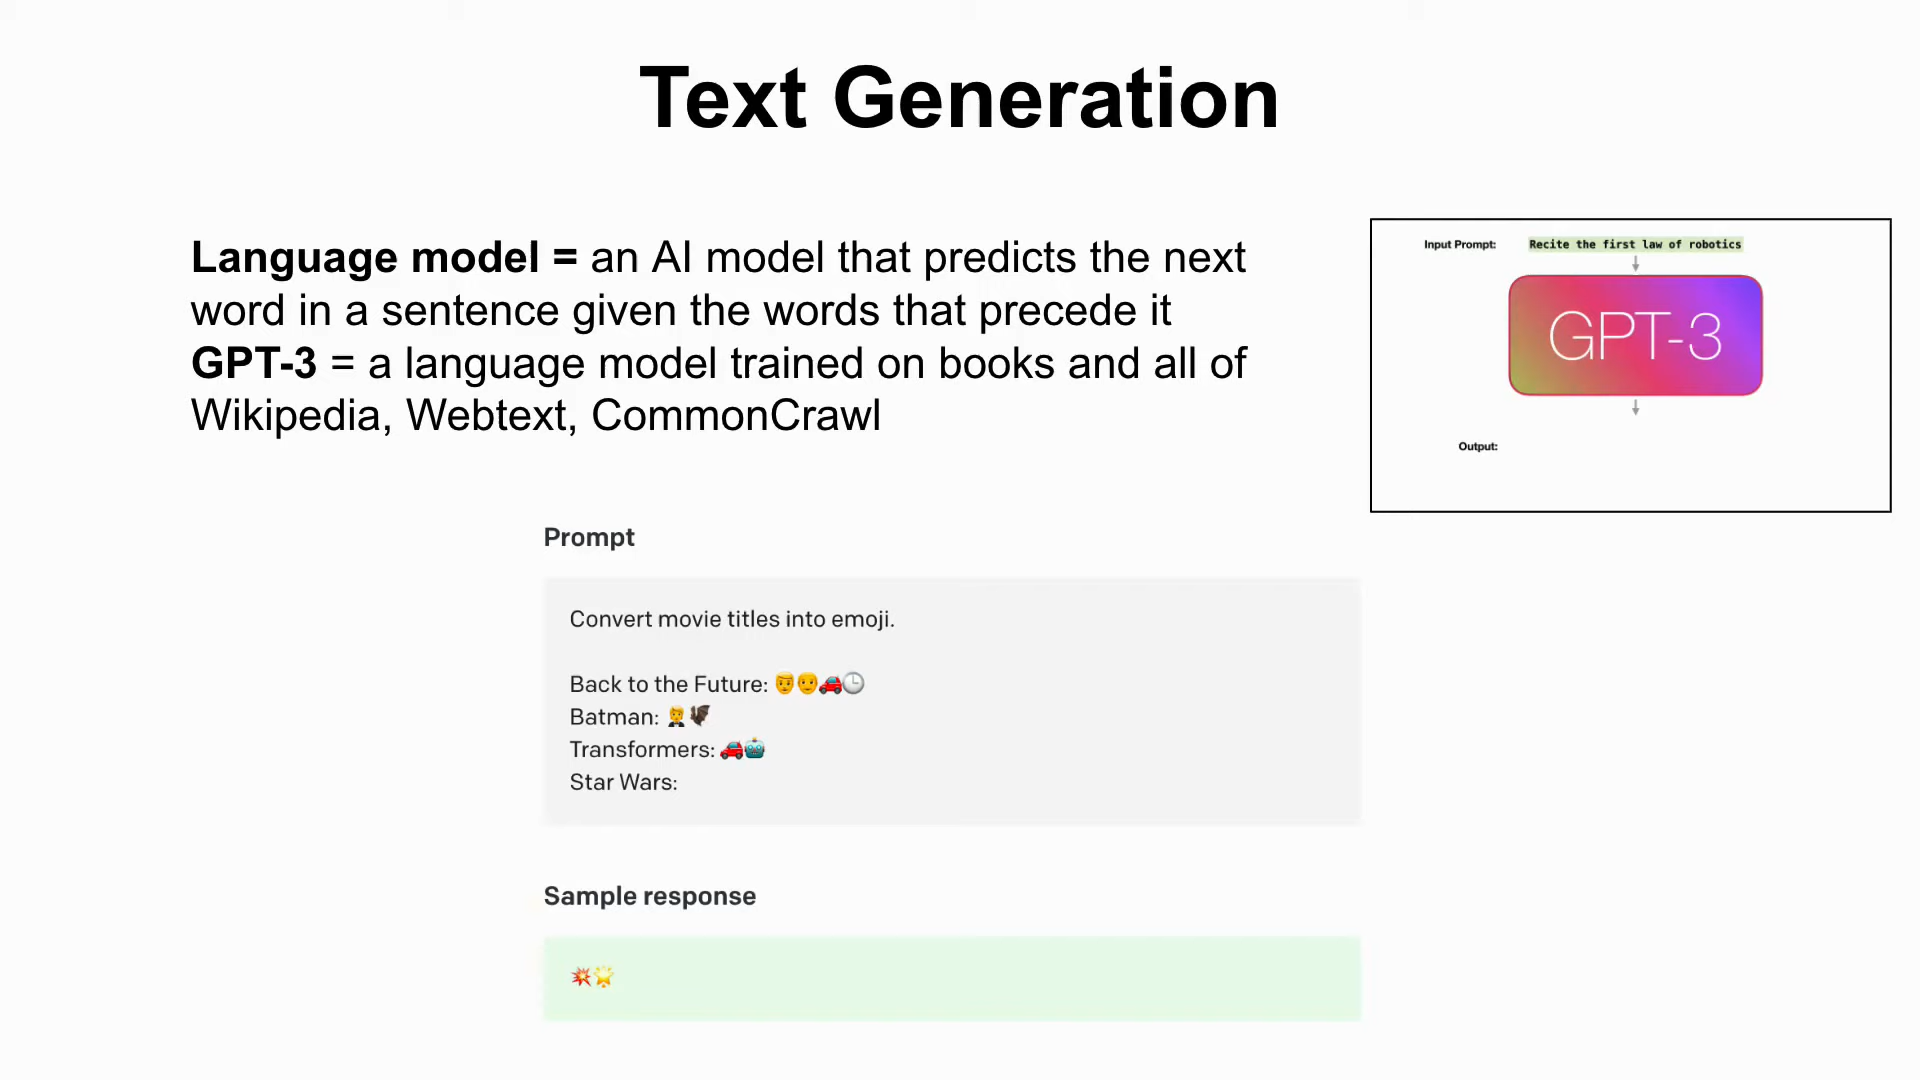 Text Generation
Language model = an AI model that predicts the next
word in a sentence given the words that precede it
GPT-3 = a language model trained on books and all of
Wikipedia, Webtext, CommonCrawl
Input Prompt: Recite the first law of robotics
GPT-3
Output:
Prompt
Convert movie titles into emoji.
Back to the Future: 👨👴🚗🕒
Batman: 🤵🦇
Transformers: 🚗🤖
Star Wars:
Sample response
💥🌟